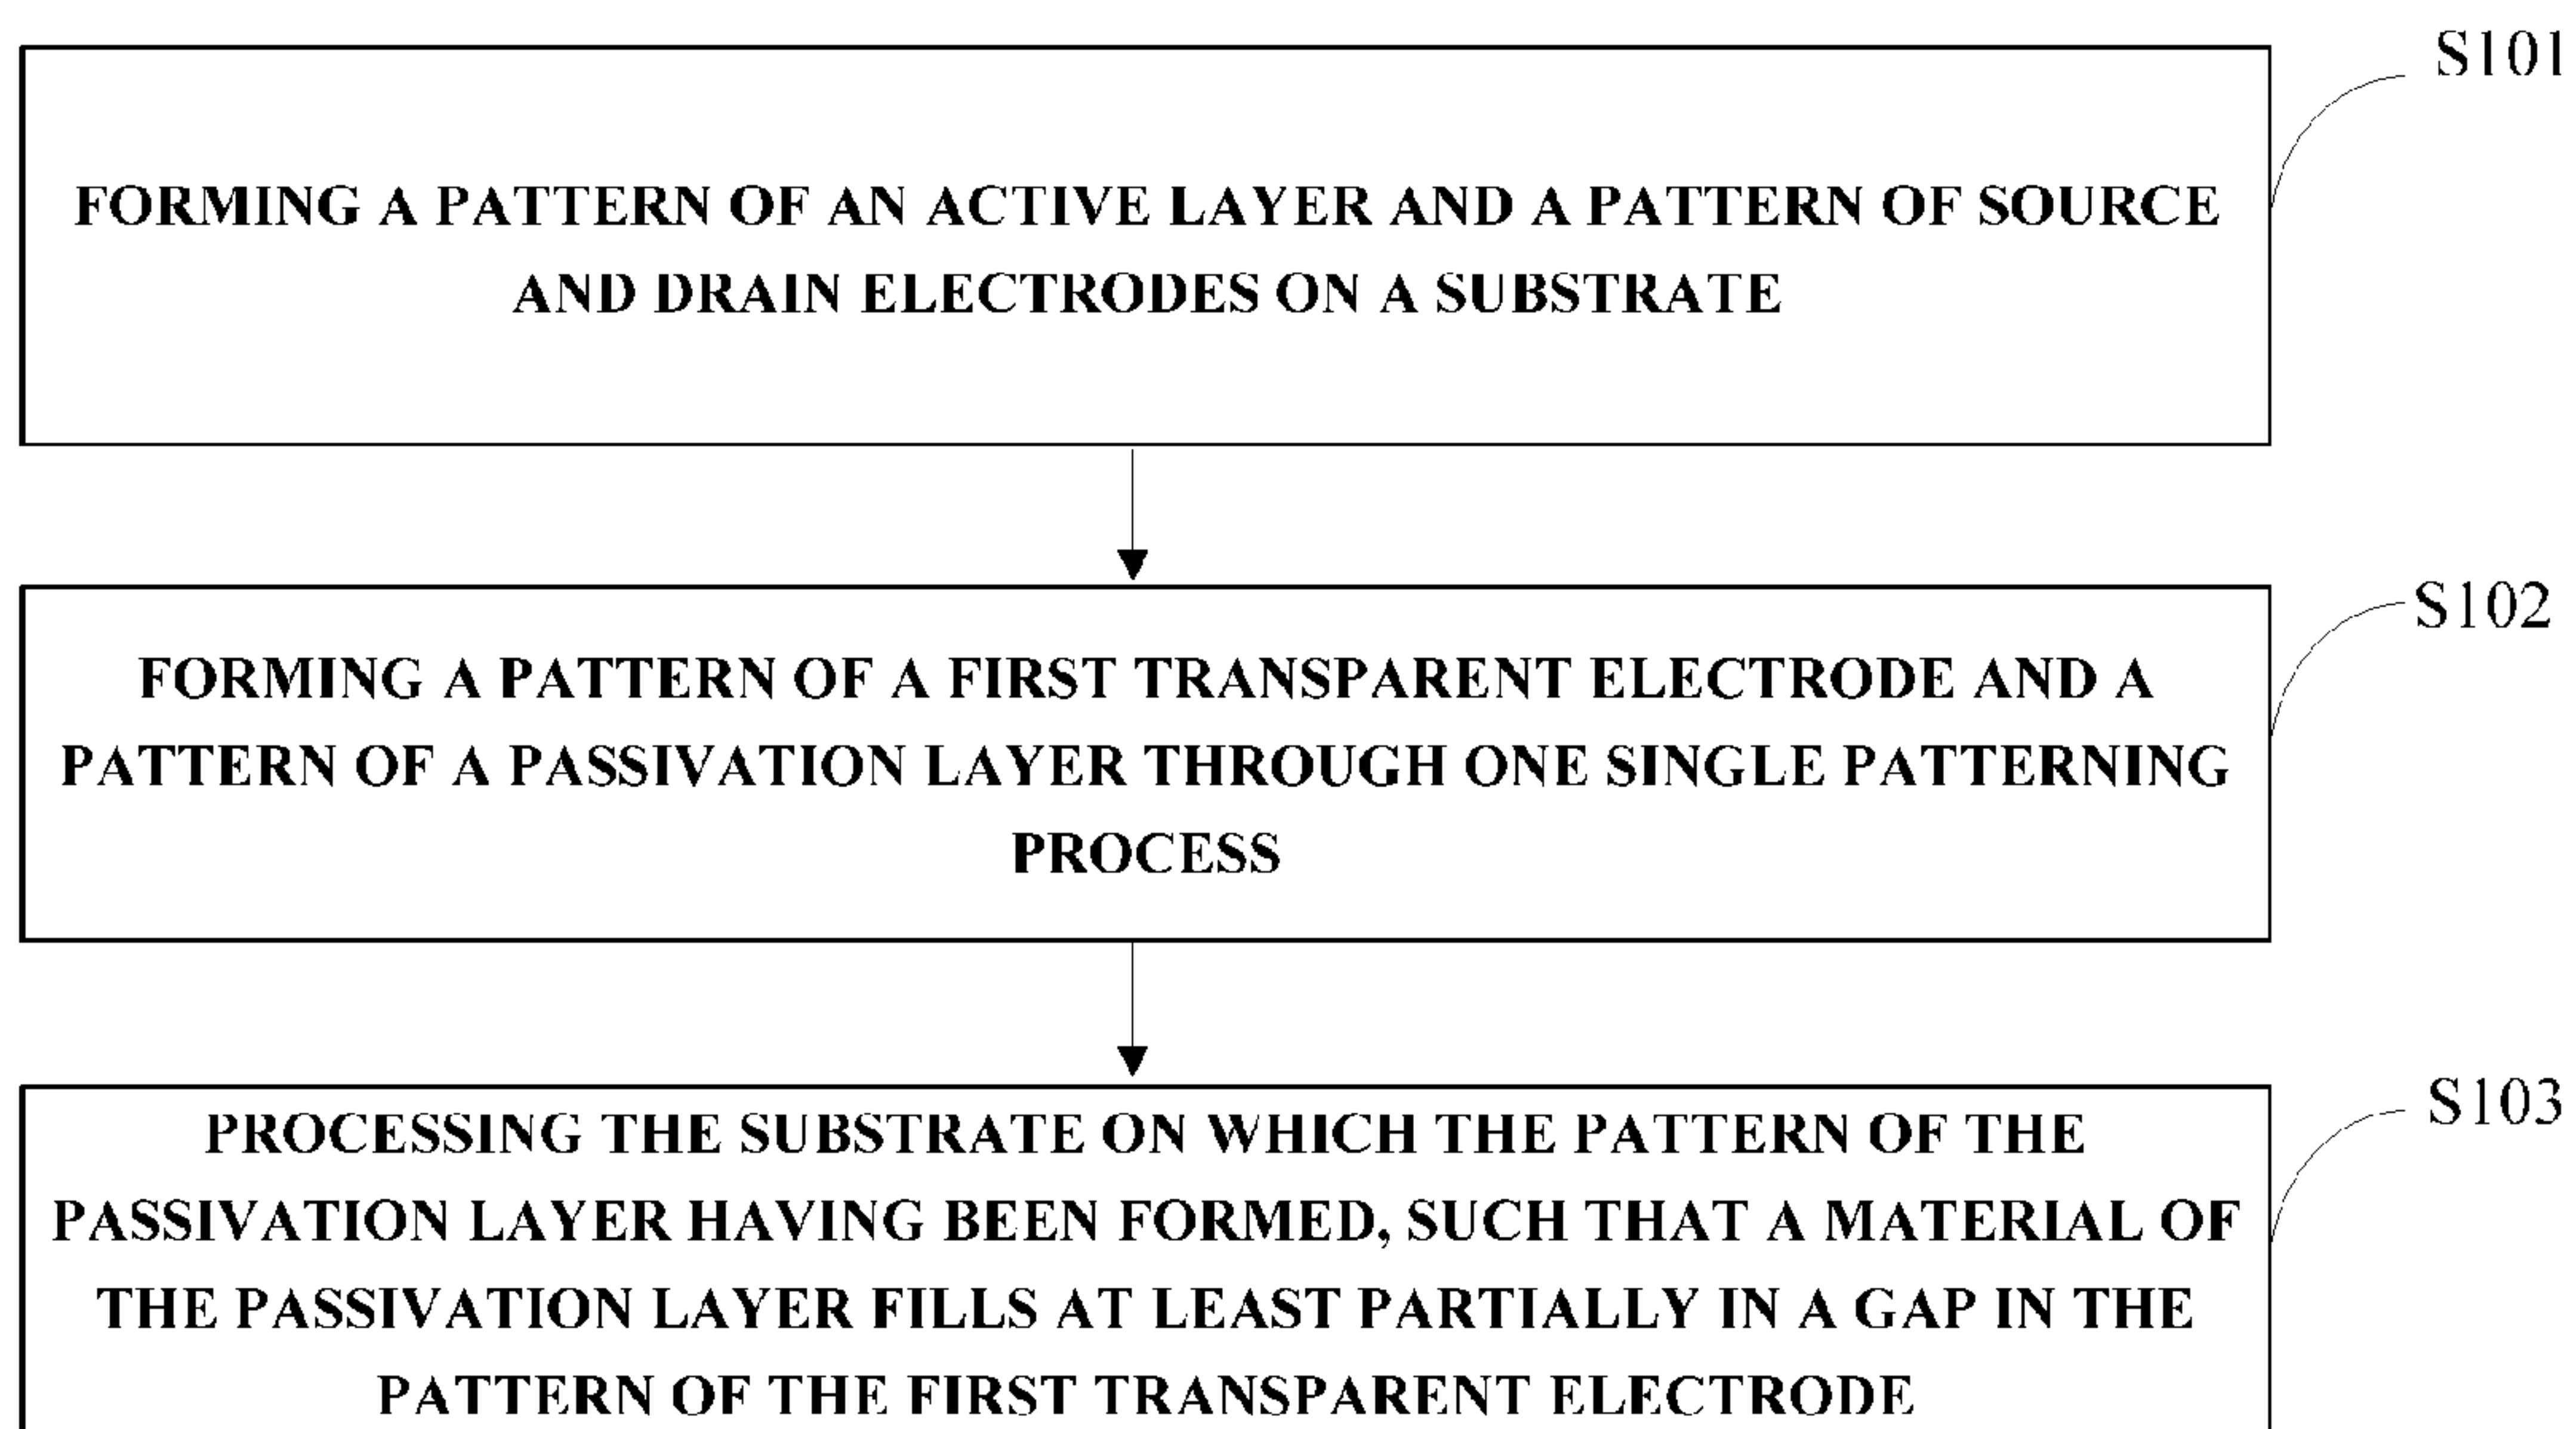 S101
FORMING A PATTERN OF AN ACTIVE LAYER AND A PATTERN OF SOURCE
AND DRAIN ELECTRODES ON A SUBSTRATE
S102
FORMING A PATTERN OF A FIRST TRANSPARENT ELECTRODE AND A
PATTERN OF A PASSIVATION LAYER THROUGH ONE SINGLE PATTERNING
PROCESS
S103
PROCESSING THE SUBSTRATE ON WHICH THE PATTERN OF THE
PASSIVATION LAYER HAVING BEEN FORMED, SUCH THAT A MATERIAL OF
THE PASSIVATION LAYER FILLS AT LEAST PARTIALLY IN A GAP IN THE
PATTERN OF THE FIRST TRANSPARENT ELECTRODE